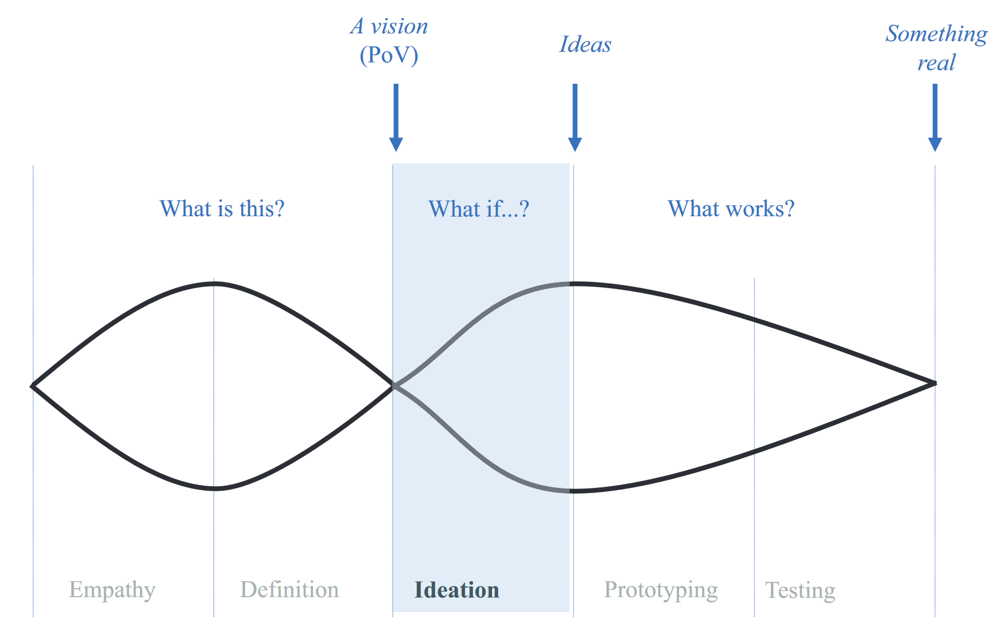 A vision
(PoV)
Ideas
Something
real
What is this?
What if...?
What works?
Empathy
Definition
Ideation
Prototyping
Testing